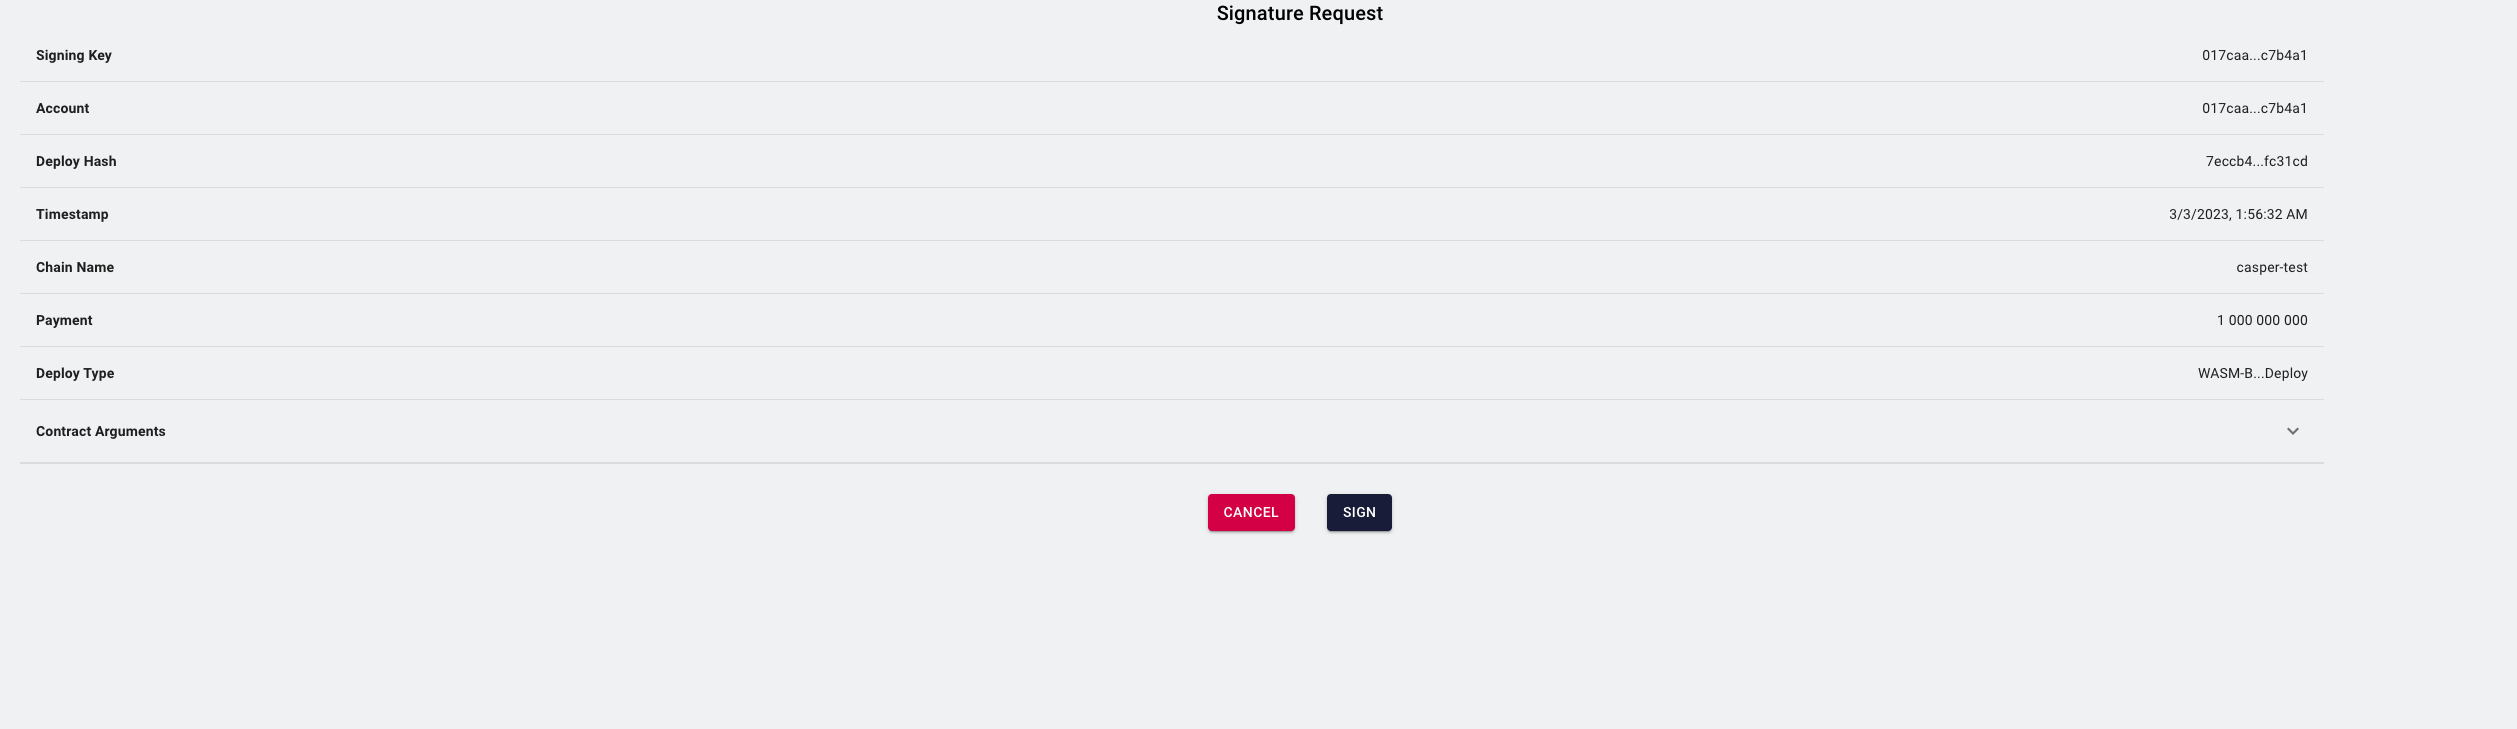 Signature Request
Signing Key 017caa...c7b4a1
Account 017caa...c7b4a1
Deploy Hash 7eccb4...fc31cd
Timestamp 3/3/2023, 1:56:32 AM
Chain Name casper-test
Payment 1 000 000 000
Deploy Type WASM-B...Deploy
Contract Arguments
CANCEL SIGN